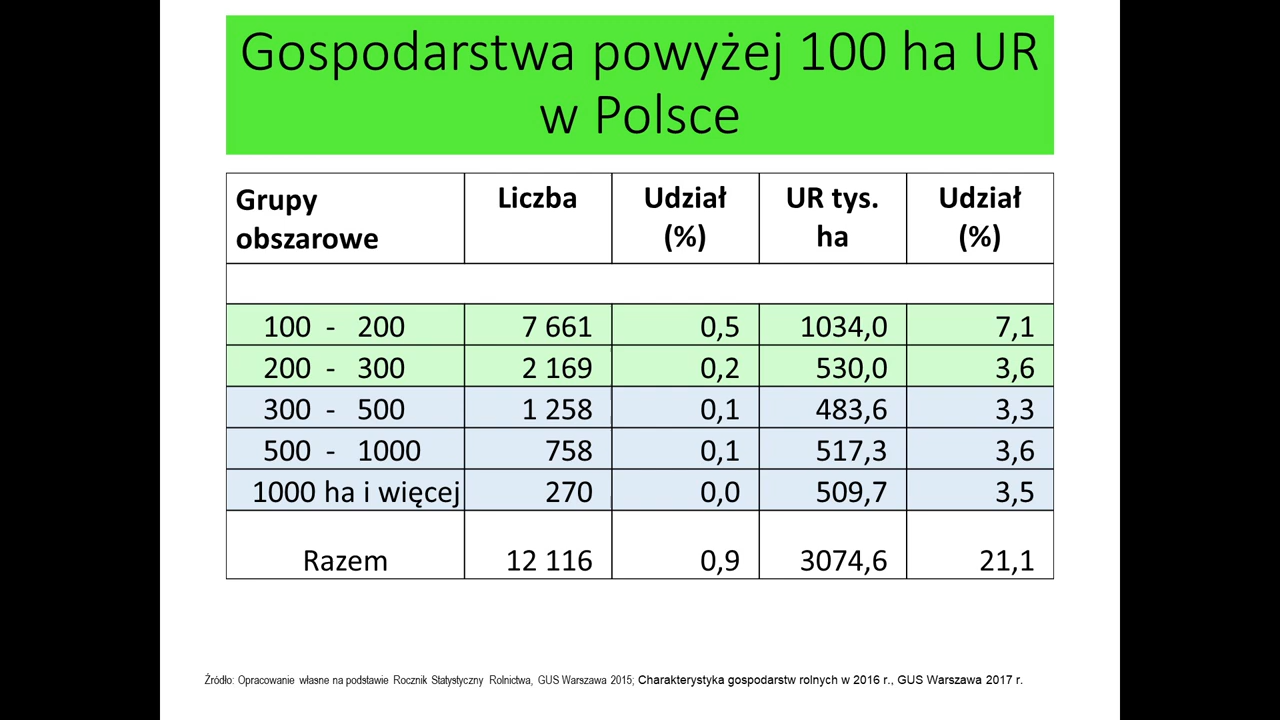 Gospodarstwa powyżej 100 ha UR
w Polsce
Grupy obszarowe Liczba Udział (%) UR tys. ha Udział (%)
100 - 200 7 661 0,5 1034,0 7,1
200 - 300 2 169 0,2 530,0 3,6
300 - 500 1 258 0,1 483,6 3,3
500 - 1000 758 0,1 517,3 3,6
1000 ha i więcej 270 0,0 509,7 3,5
Razem 12 116 0,9 3074,6 21,1
Źródło: Opracowanie własne na podstawie Rocznik Statystyczny Rolnictwa, GUS Warszawa 2015; Charakterystyka gospodarstw rolnych w 2016 r., GUS Warszawa 2017 r.